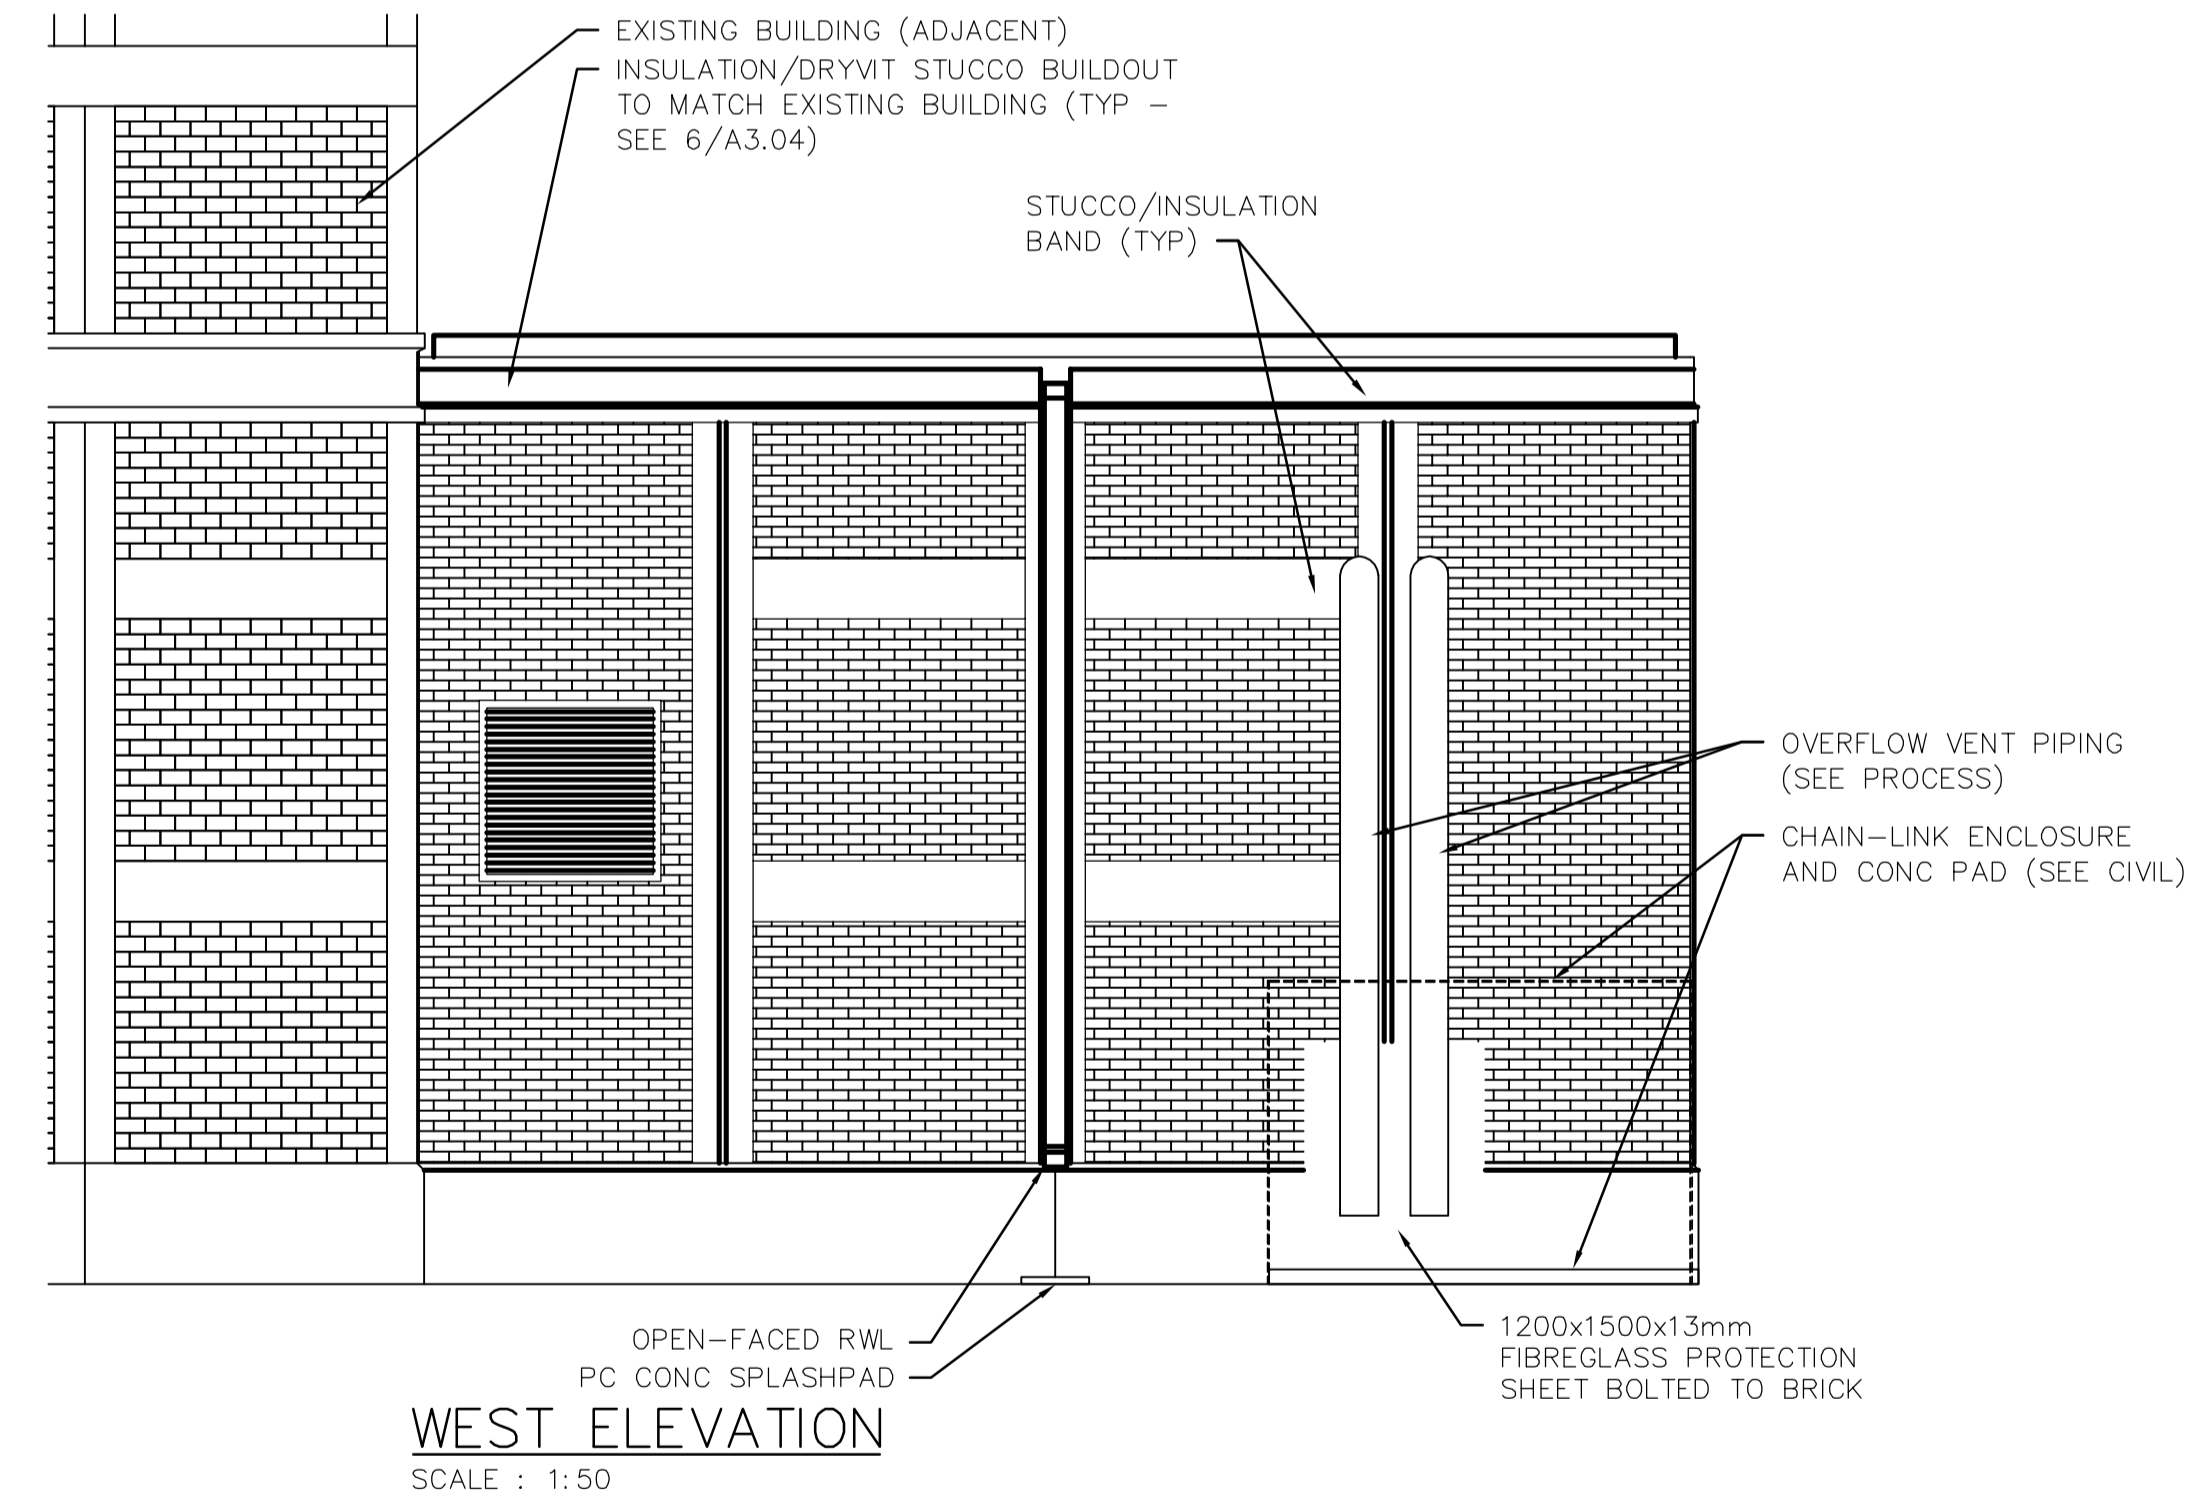 EXISTING BUILDING (ADJACENT)
INSULATION/DRYVIT STUCCO BUILDOUT
TO MATCH EXISTING BUILDING (TYP –
SEE 6/A3.04)
STUCCO/INSULATION
BAND (TYP)
OVERFLOW VENT PIPING
(SEE PROCESS)
CHAIN–LINK ENCLOSURE
AND CONC PAD (SEE CIVIL)
OPEN–FACED RWL
PC CONC SPLASHPAD
1200x1500x13mm
FIBREGLASS PROTECTION
SHEET BOLTED TO BRICK
WEST ELEVATION
SCALE : 1:50